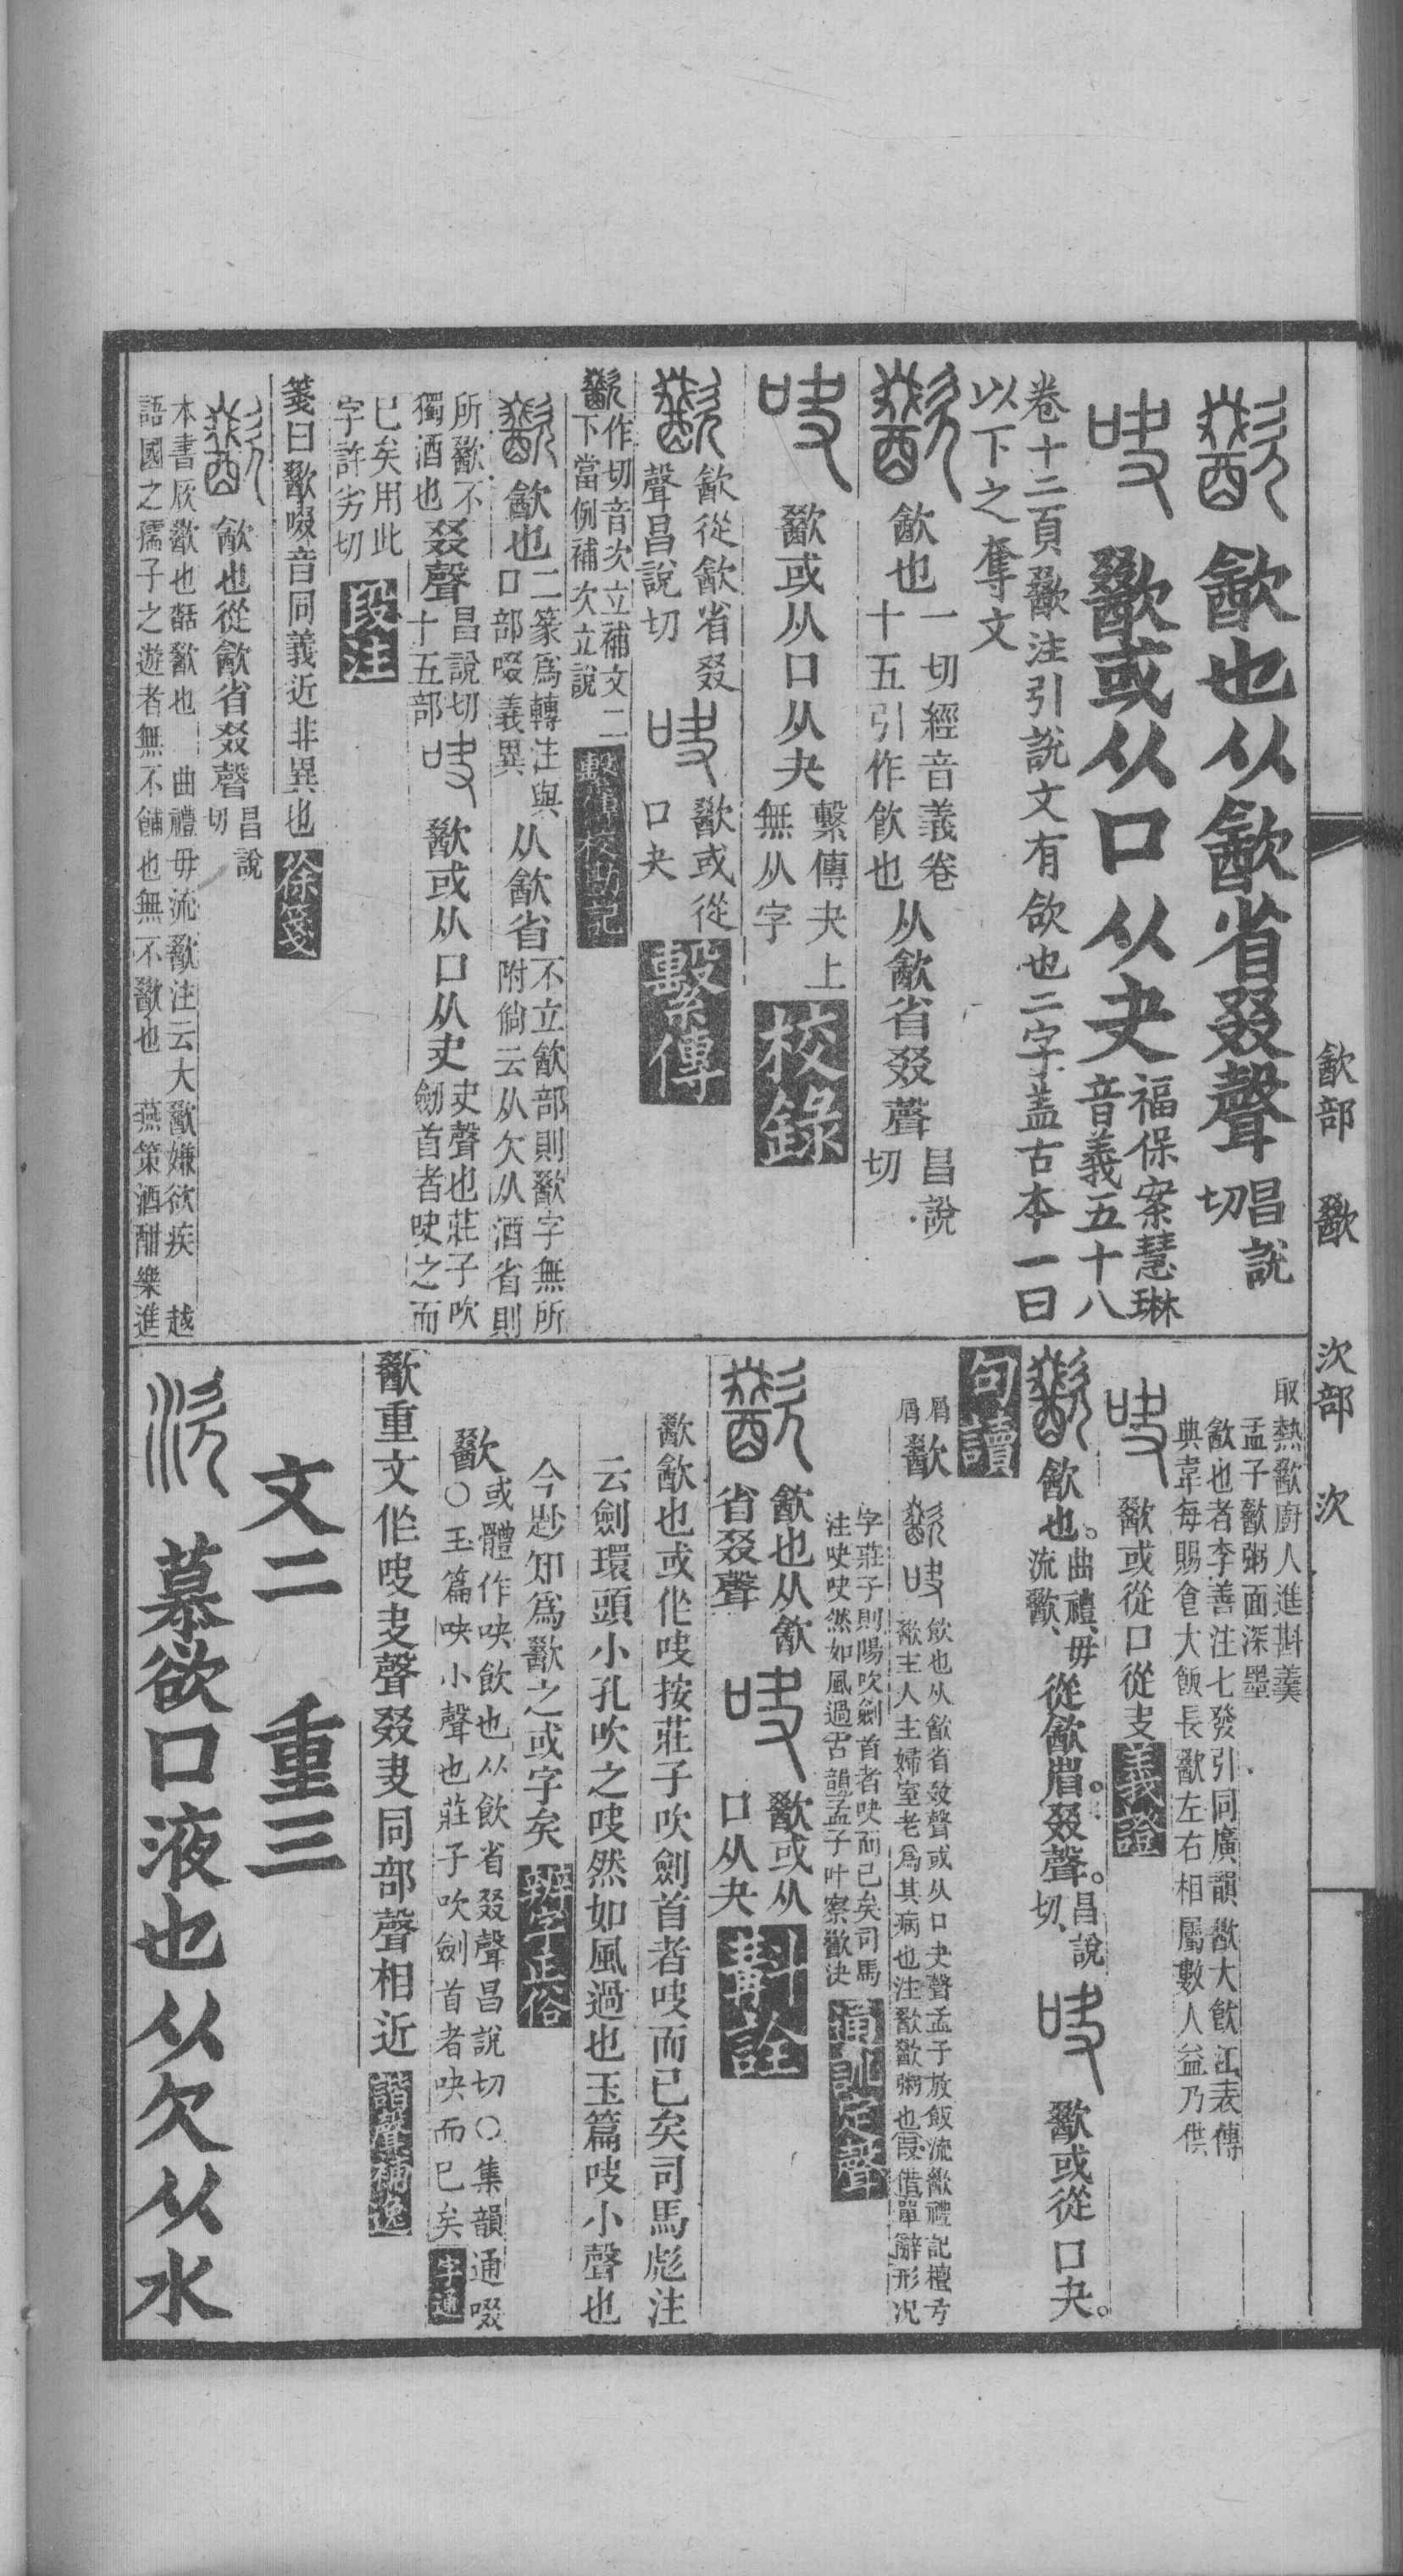 㱃部 歠 㳄部 㳄
歠 㱃也从㱃省叕聲 昌說切
吷 歠或从口从夬 福保案慧琳音義五十八
卷十二頁歠注引說文有飲也二字蓋古本一曰
以下之奪文
歠 㱃也 一切經音義卷十五引作飲也 从㱃省叕聲 昌說切
吷 歠或从口从夬 繫傳夬上無从字 校錄
歠 㱃從㱃省叕聲昌說切 吷 歠或從口夬 繫傳
歠下當例補次立說作切音次立補文二 繫傳校勘記
歠 㱃也 二篆爲轉注與口部啜義異 从㱃省 不立㱃部則歠字無所附倘云从欠从酒省則
所歠不獨酒也 叕聲 昌說切十五部 吷 歠或从口从夬 夬聲也莊子吹劒首者吷之而
已矣用此字許劣切 段注
箋曰歠啜音同義近非異也 徐箋
歠 㱃也從㱃省叕聲 昌說切
本書㕒歠也㗖歠也 曲禮毋流歠注云大歠嫌欲疾 越
語國之孺子之遊者無不餔也無不歠也 燕策酒酣樂進
取熱歠廚人進斟羹
孟子歠粥面深墨
㱃也者李善注七發引同廣韻歠大飲江表傳
典韋每賜食大飯長歠左右相屬數人益乃供
吷 歠或從口從夬 義證
歠 㱃也。曲禮、毋流歠、從㱃省。叕聲。昌說切、 吷 歠或從口夬。
句讀
屑屑 歠 歠吷 飲也从㱃省叕聲或从口夬聲孟子放飯流歠禮記檀弓
歠主人主婦室老爲其病也注歠歠粥也叚借單辭形況
字莊子則陽吹劍首者吷而已矣司馬
注吷吷然如風過古韻孟子叶察歠決 通訓定聲
歠 㱃也从㱃省叕聲 吷 歠或从口从夬 斠詮
歠㱃也或作吷按莊子吹劍首者吷而已矣司馬彪注
云劍環頭小孔吹之吷然如風過也玉篇吷小聲也
今尟知爲歠之或字矣 辨字正俗
歠 或體作吷飲也从飲省叕聲昌說切○集韻通啜
○玉篇吷小聲也莊子吹劍首者吷而已矣 字通
歠重文作吷夬聲叕夬同部聲相近 諧聲補逸
文二 重三
㳄 慕欲口液也从欠从水